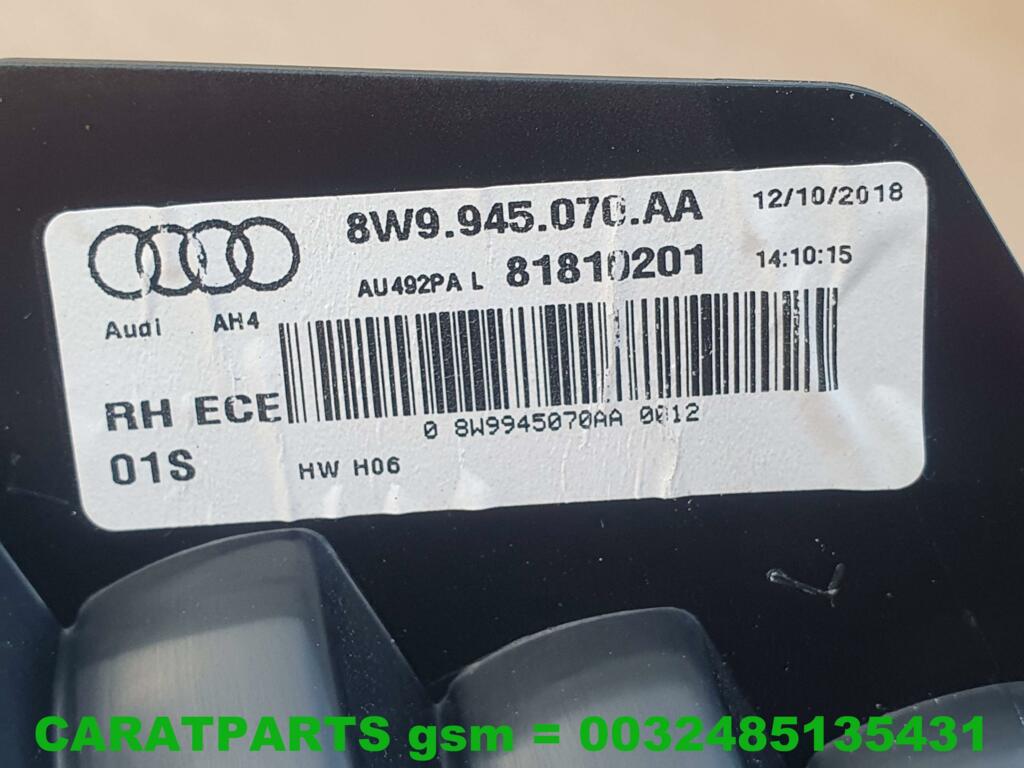 8W9.945.070.AA 12/10/2018
AU492PA L 81810201 14:10:15
Audi AH4
RH ECE
0 8W9945070AA 0012
01S HW H06
CARATPARTS gsm = 0032485135431